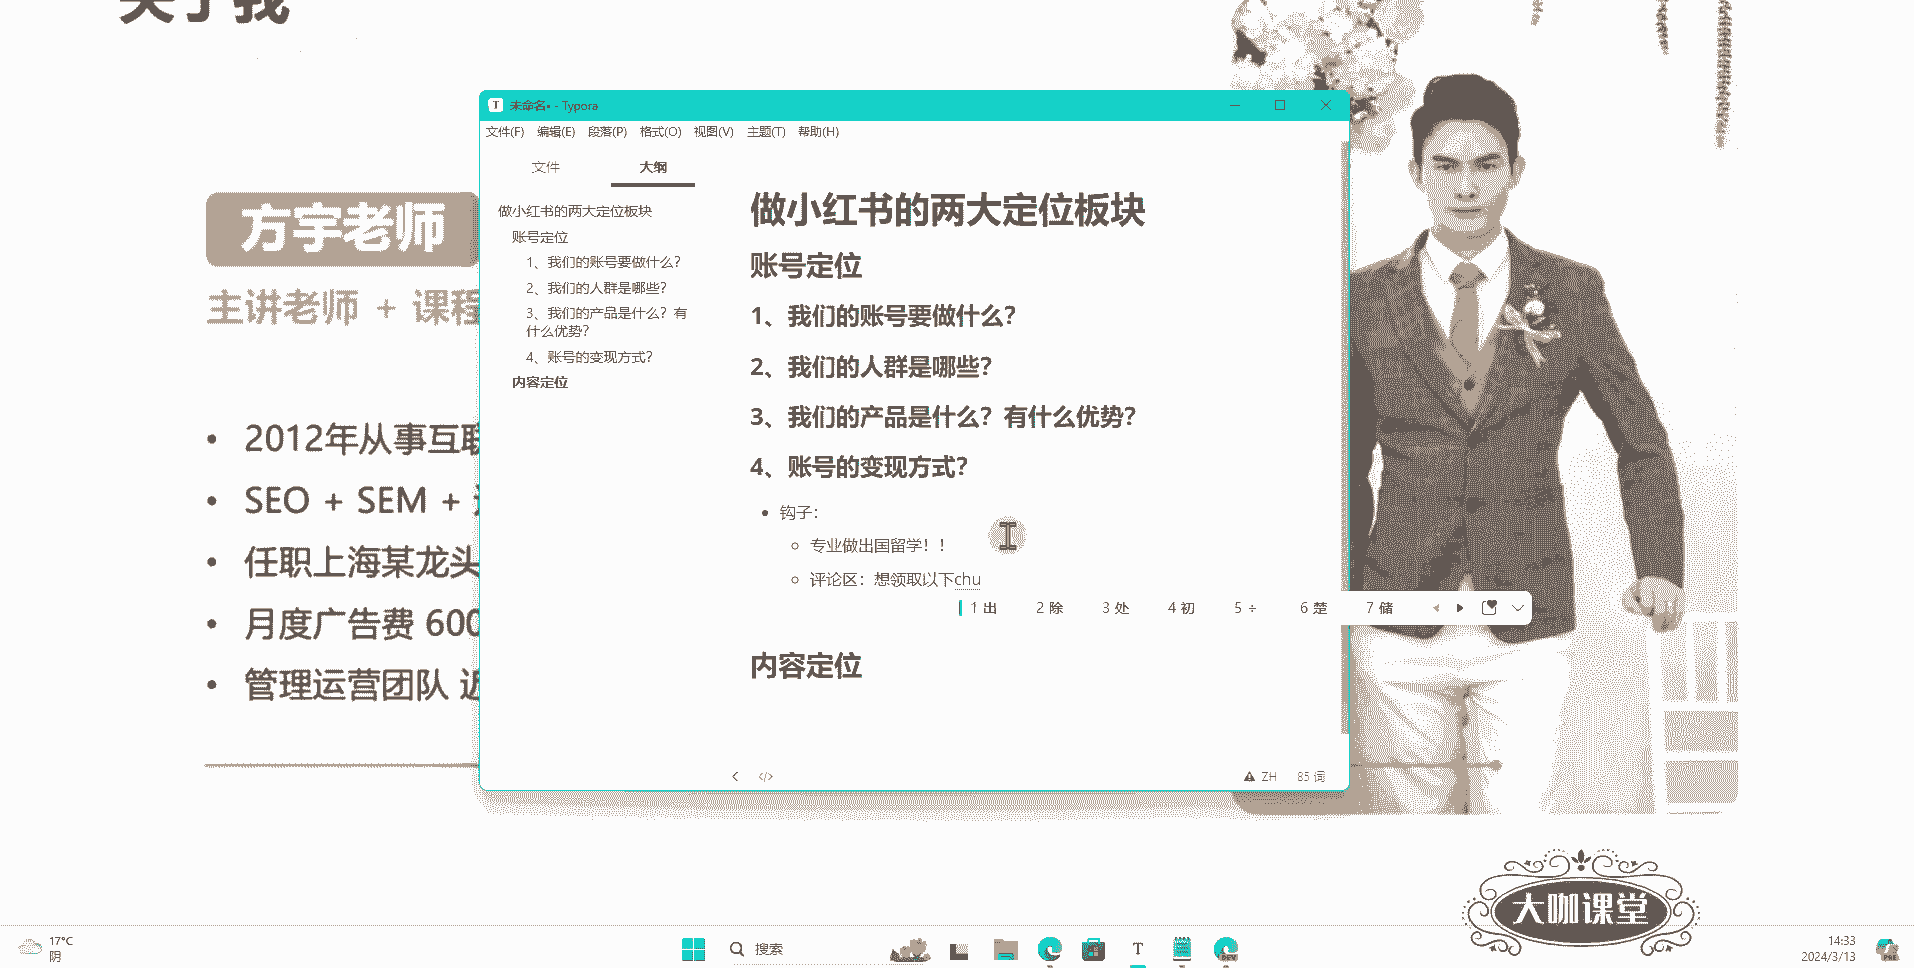 关于我
方宇老师
主讲老师 + 课程
• 2012年从事互联
• SEO + SEM +
• 任职上海某龙头
• 月度广告费 600
• 管理运营团队 近
未命名• - Typora
文件(F) 编辑(E) 段落(P) 格式(O) 视图(V) 主题(T) 帮助(H)
文件 大纲
做小红书的两大定位板块
账号定位
1、我们的账号要做什么？
2、我们的人群是哪些？
3、我们的产品是什么？有
什么优势？
4、账号的变现方式？
内容定位
做小红书的两大定位板块
账号定位
1、我们的账号要做什么？
2、我们的人群是哪些？
3、我们的产品是什么？有什么优势？
4、账号的变现方式？
• 钩子：
◦ 专业做出国留学！！
◦ 评论区：想领取以下chu
1 出 2 除 3 处 4 初 5 ÷ 6 楚 7 储
内容定位
</> ZH 85 词
大咖课堂
17°C
阴
搜索
T
DEV
14:33
2024/3/13
PRE